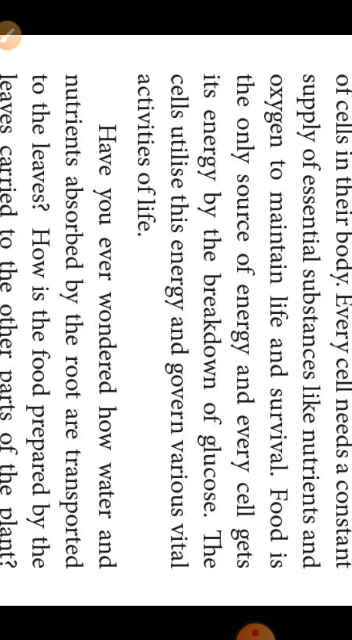 of cells in their body. Every cell needs a constant
supply of essential substances like nutrients and
oxygen to maintain life and survival. Food is
the only source of energy and every cell gets
its energy by the breakdown of glucose. The
cells utilise this energy and govern various vital
activities of life.
Have you ever wondered how water and
nutrients absorbed by the root are transported
to the leaves? How is the food prepared by the
leaves carried to the other parts of the plant?